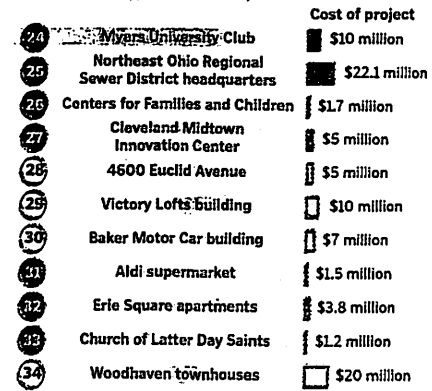 Cost of project
24 Myers University Club $10 million
25 Northeast Ohio Regional
Sewer District headquarters $22.1 million
26 Centers for Families and Children $1.7 million
27 Cleveland Midtown
Innovation Center $5 million
28 4600 Euclid Avenue $5 million
29 Victory Lofts building $10 million
30 Baker Motor Car building $7 million
31 Aldi supermarket $1.5 million
32 Erie Square apartments $3.8 million
33 Church of Latter Day Saints $1.2 million
34 Woodhaven townhouses $20 million